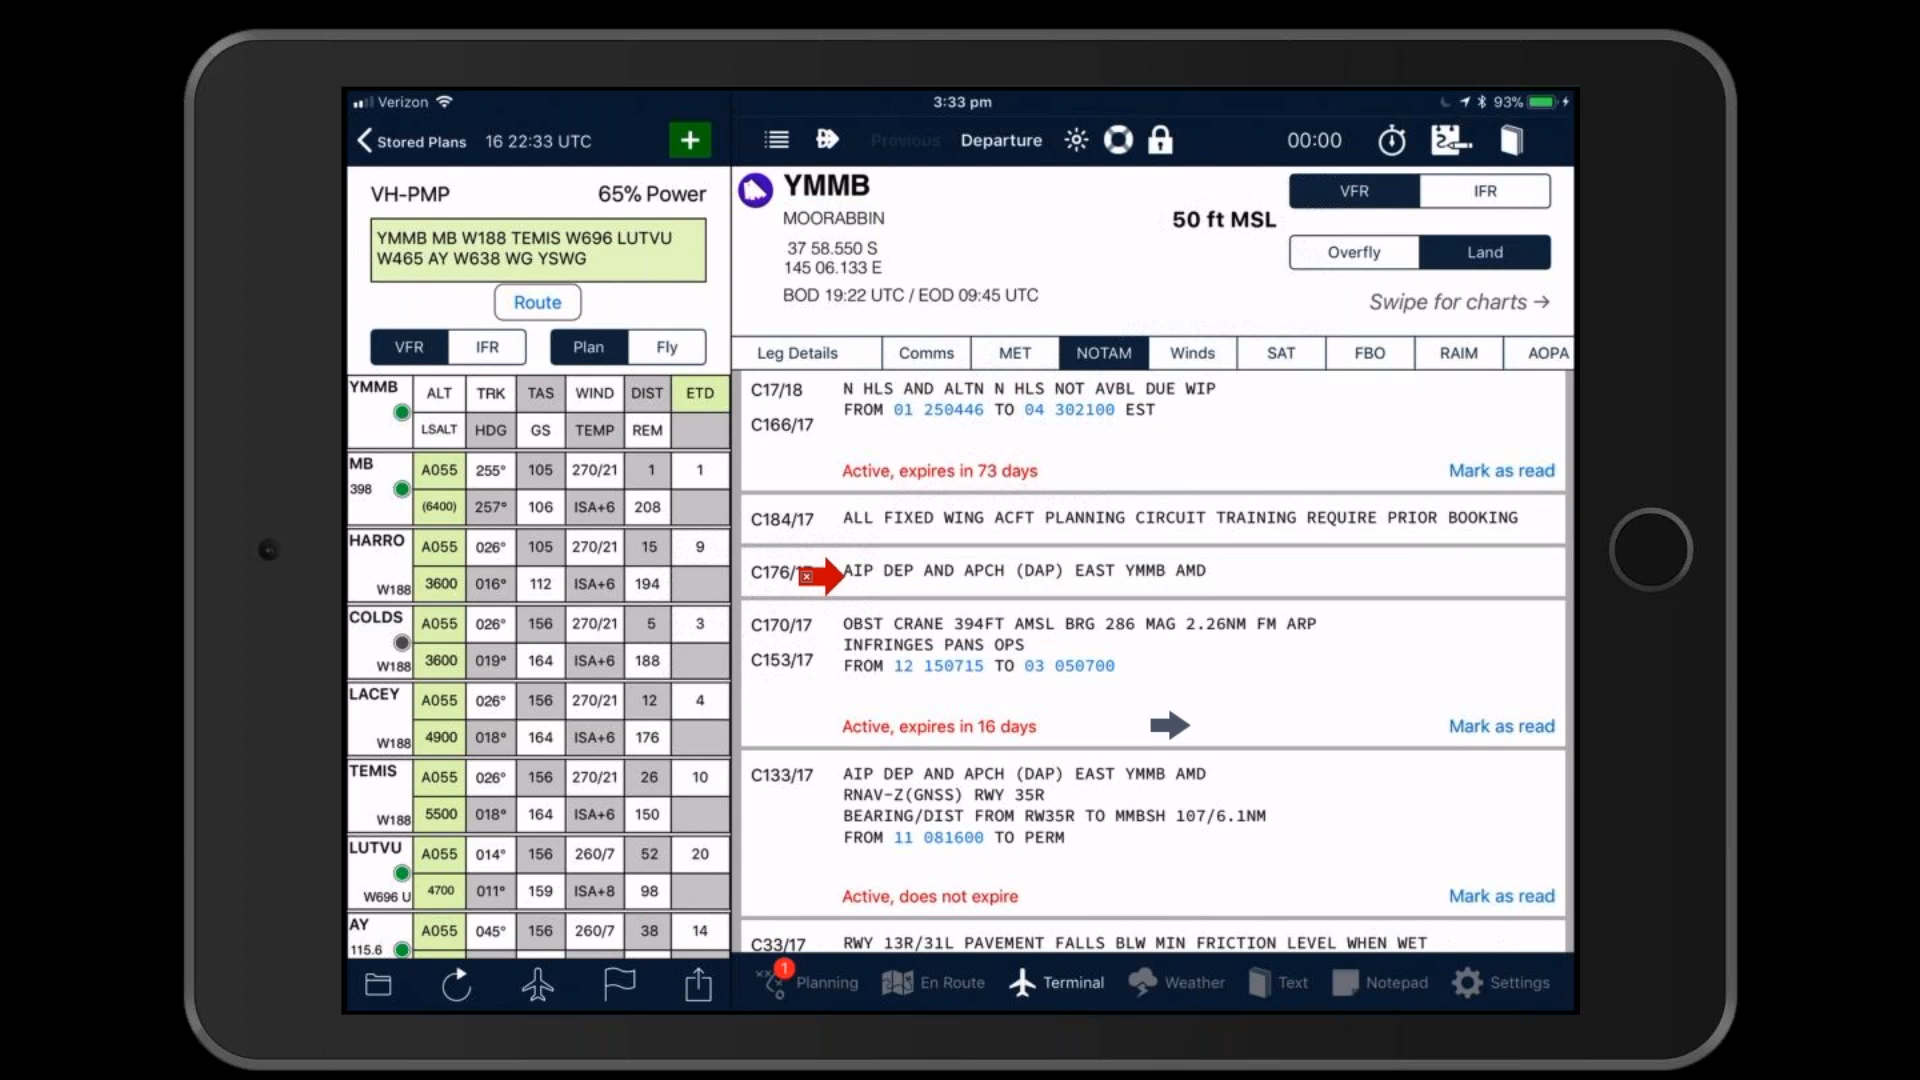 Verizon
3:33 pm
93%
Stored Plans
16 22:33 UTC
+
Previous
Departure
00:00
VH-PMP
65% Power
YMMB MB W188 TEMIS W696 LUTVU
W465 AY W638 WG YSWG
Route
VFR IFR Plan Fly
YMMB ALT TRK TAS WIND DIST ETD
LSALT HDG GS TEMP REM
MB A055 255° 105 270/21 1 1
398 (6400) 257° 106 ISA+6 208
HARRO A055 026° 105 270/21 15 9
W188 3600 016° 112 ISA+6 194
COLDS A055 026° 156 270/21 5 3
W188 3600 019° 164 ISA+6 188
LACEY A055 026° 156 270/21 12 4
W188 4900 018° 164 ISA+6 176
TEMIS A055 026° 156 270/21 26 10
W188 5500 018° 164 ISA+6 150
LUTVU A055 014° 156 260/7 52 20
W696 U 4700 011° 159 ISA+8 98
AY A055 045° 156 260/7 38 14
115.6
YMMB
MOORABBIN
37 58.550 S
145 06.133 E
BOD 19:22 UTC / EOD 09:45 UTC
50 ft MSL
VFR IFR
Overfly Land
Swipe for charts →
Leg Details Comms MET NOTAM Winds SAT FBO RAIM AOPA
C17/18 N HLS AND ALTN N HLS NOT AVBL DUE WIP
FROM 01 250446 TO 04 302100 EST
C166/17
Active, expires in 73 days Mark as read
C184/17 ALL FIXED WING ACFT PLANNING CIRCUIT TRAINING REQUIRE PRIOR BOOKING
C176/ AIP DEP AND APCH (DAP) EAST YMMB AMD
C170/17 OBST CRANE 394FT AMSL BRG 286 MAG 2.26NM FM ARP
INFRINGES PANS OPS
C153/17 FROM 12 150715 TO 03 050700
Active, expires in 16 days Mark as read
C133/17 AIP DEP AND APCH (DAP) EAST YMMB AMD
RNAV-Z(GNSS) RWY 35R
BEARING/DIST FROM RW35R TO MMBSH 107/6.1NM
FROM 11 081600 TO PERM
Active, does not expire Mark as read
C33/17 RWY 13R/31L PAVEMENT FALLS BLW MIN FRICTION LEVEL WHEN WET
1
Planning En Route Terminal Weather Text Notepad Settings